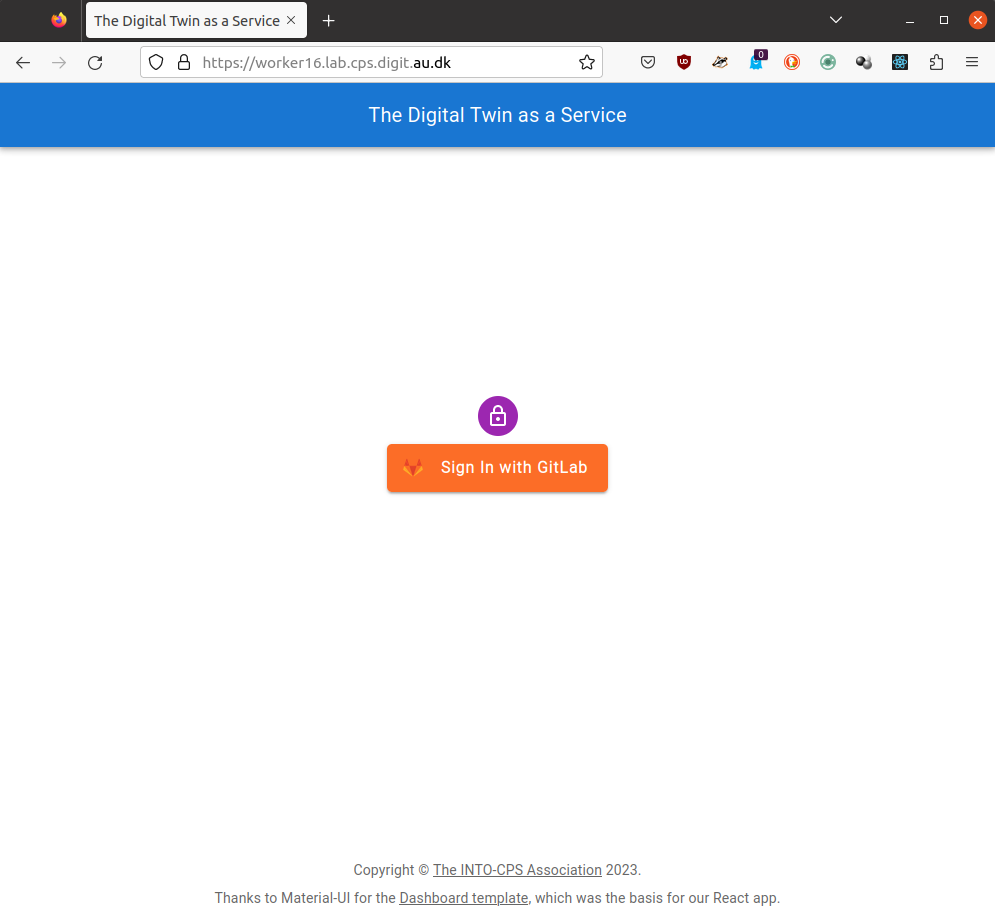 The Digital Twin as a Service
https://worker16.lab.cps.digit.au.dk
0
The Digital Twin as a Service
Sign In with GitLab
Copyright © The INTO-CPS Association 2023.
Thanks to Material-UI for the Dashboard template, which was the basis for our React app.